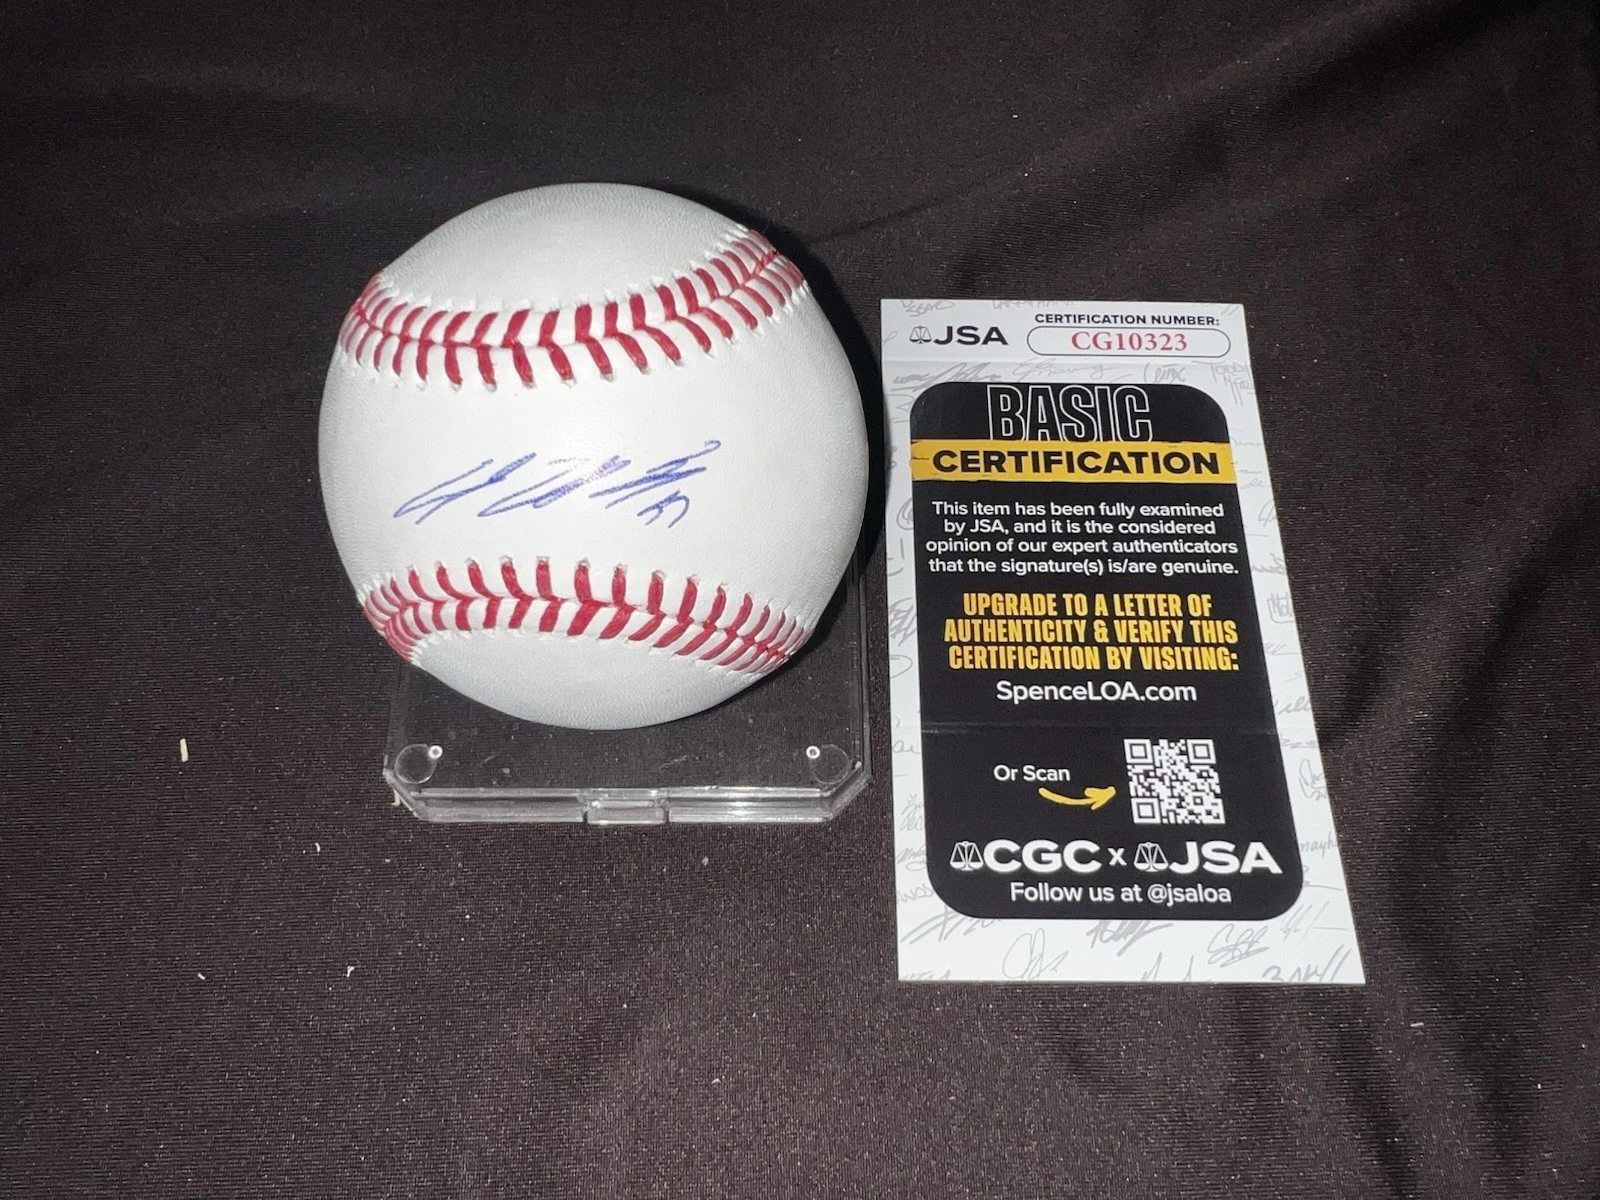 JSA
CERTIFICATION NUMBER:
CG10323
BASIC
CERTIFICATION
This item has been fully examined
by JSA, and it is the considered
opinion of our expert authenticators
that the signature(s) is/are genuine.
UPGRADE TO A LETTER OF
AUTHENTICITY & VERIFY THIS
CERTIFICATION BY VISITING:
SpenceLOA.com
Or Scan
CGC x JSA
Follow us at @jsaloa